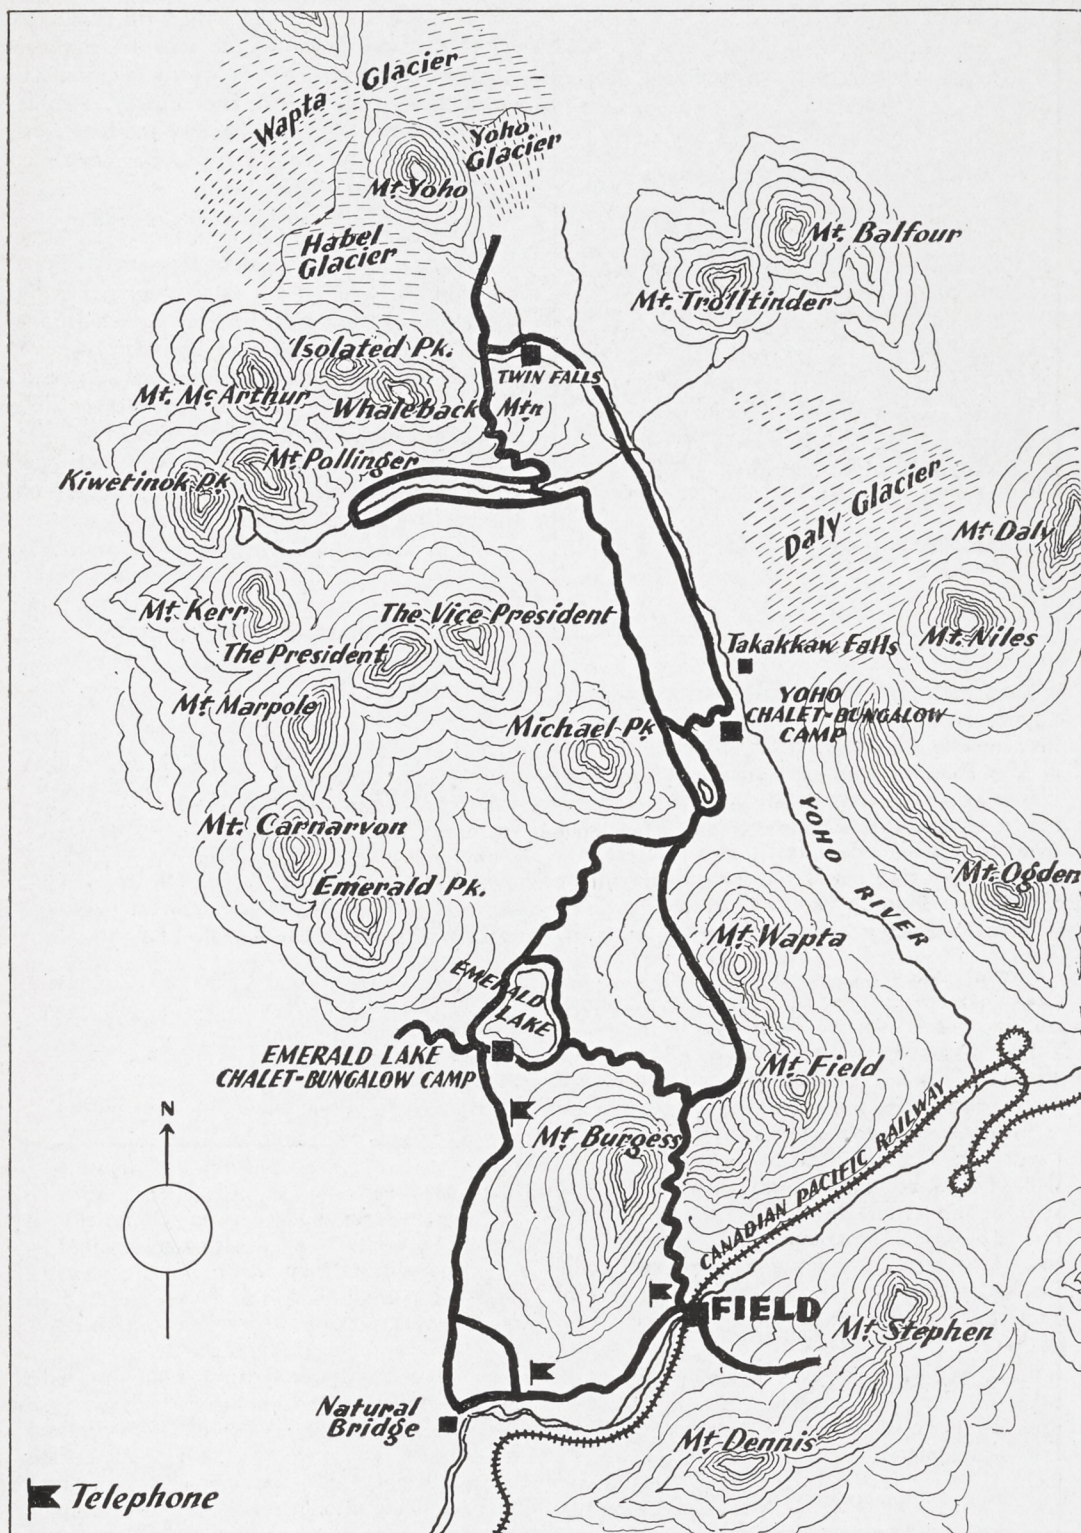 Wapta Glacier
Yoho
Glacier
Mt. Yoho
Habel
Glacier
Mt. Balfour
Mt. Trolltinder
Isolated Pk.
TWIN FALLS
Mt. McArthur
Whaleback Mtn
Mt. Pollinger
Kiwetinok Pk
Daly Glacier
Mt. Daly
Mt. Kerr
The Vice President
Mt. Niles
The President
Takakkaw Falls
YOHO
CHALET-BUNGALOW
CAMP
Mt. Marpole
Michael Pk
Mt. Carnarvon
YOHO RIVER
Emerald Pk.
Mt. Ogden
Mt. Wapta
EMERALD
LAKE
EMERALD LAKE
CHALET-BUNGALOW CAMP
Mt. Field
N
Mt. Burgess
CANADIAN PACIFIC RAILWAY
FIELD
Mt. Stephen
Natural
Bridge
Mt. Dennis
Telephone